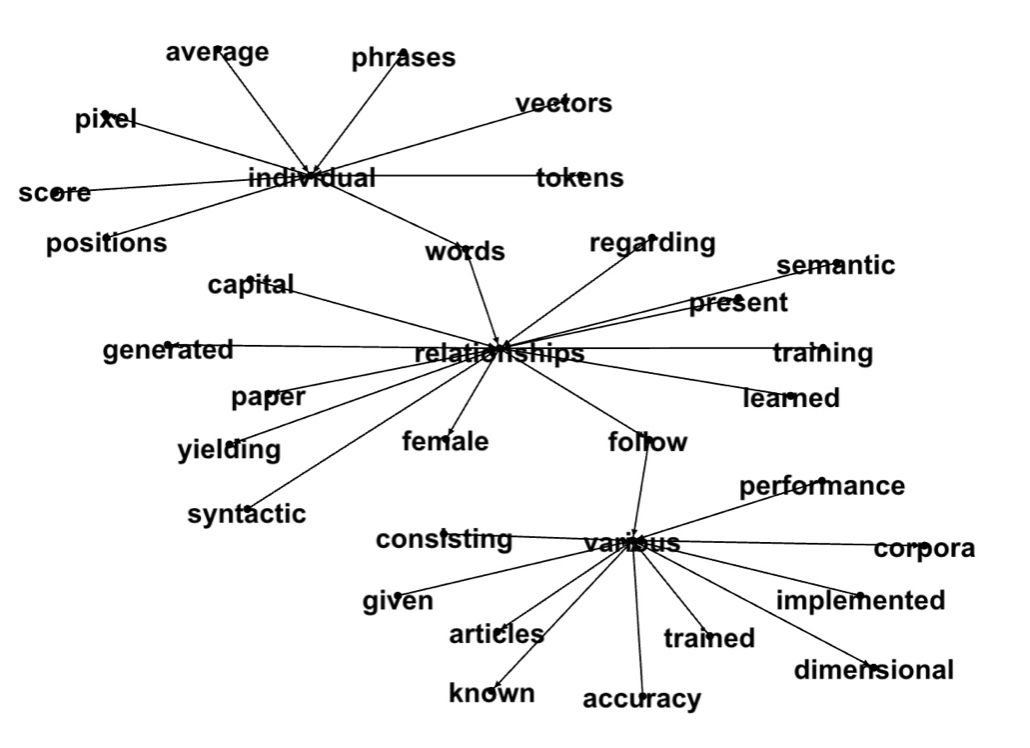 average
phrases
vectors
pixel
individual
tokens
score
positions
words
regarding
semantic
capital
present
generated
relationships
training
paper
learned
yielding
female
follow
syntactic
performance
consisting
various
corpora
given
implemented
articles
trained
dimensional
known
accuracy